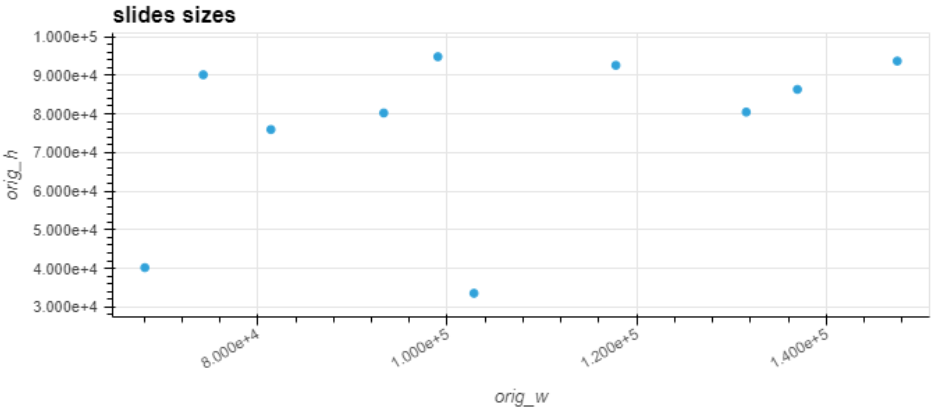 slides sizes
1.000e+5
9.000e+4
8.000e+4
7.000e+4
6.000e+4
5.000e+4
4.000e+4
3.000e+4
orig_h
8.000e+4
1.000e+5
1.200e+5
1.400e+5
orig_w